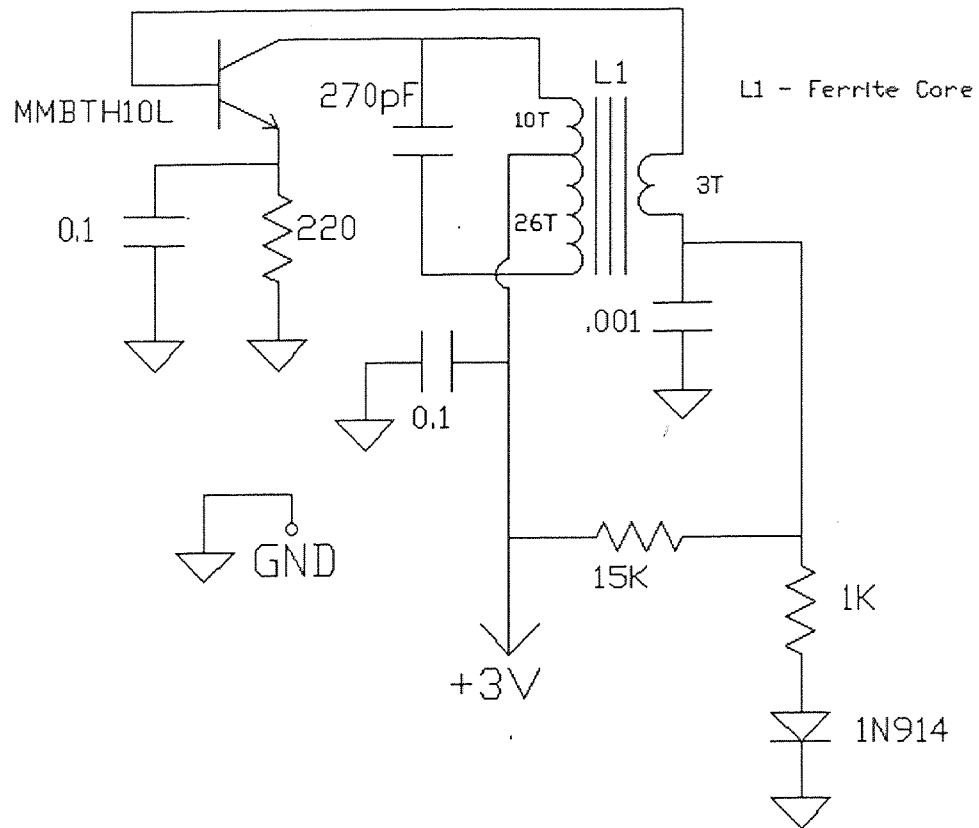 L1
L1 - Ferrite Core
270pF
MMBTH10L
10T
3T
26T
0.1
220
.001
0.1
GND
15K
1K
+3V
1N914